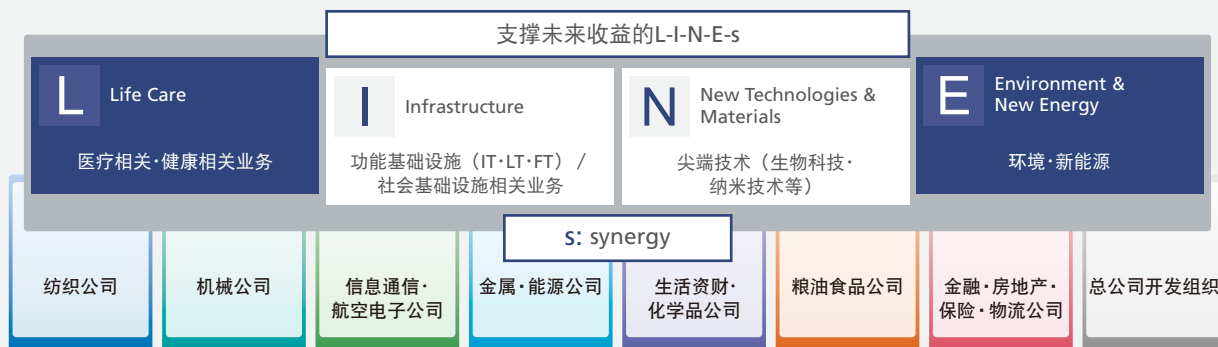 支撑未来收益的L-I-N-E-s
L
Life Care
医疗相关·健康相关业务
I
Infrastructure
功能基础设施（IT·LT·FT） /
社会基础设施相关业务
N
New Technologies &
Materials
尖端技术（生物科技·
纳米技术等）
E
Environment &
New Energy
环境·新能源
s: synergy
纺织公司
机械公司
信息通信·
航空电子公司
金属·能源公司
生活资财·
化学品公司
粮油食品公司
金融·房地产·
保险·物流公司
总公司开发组织